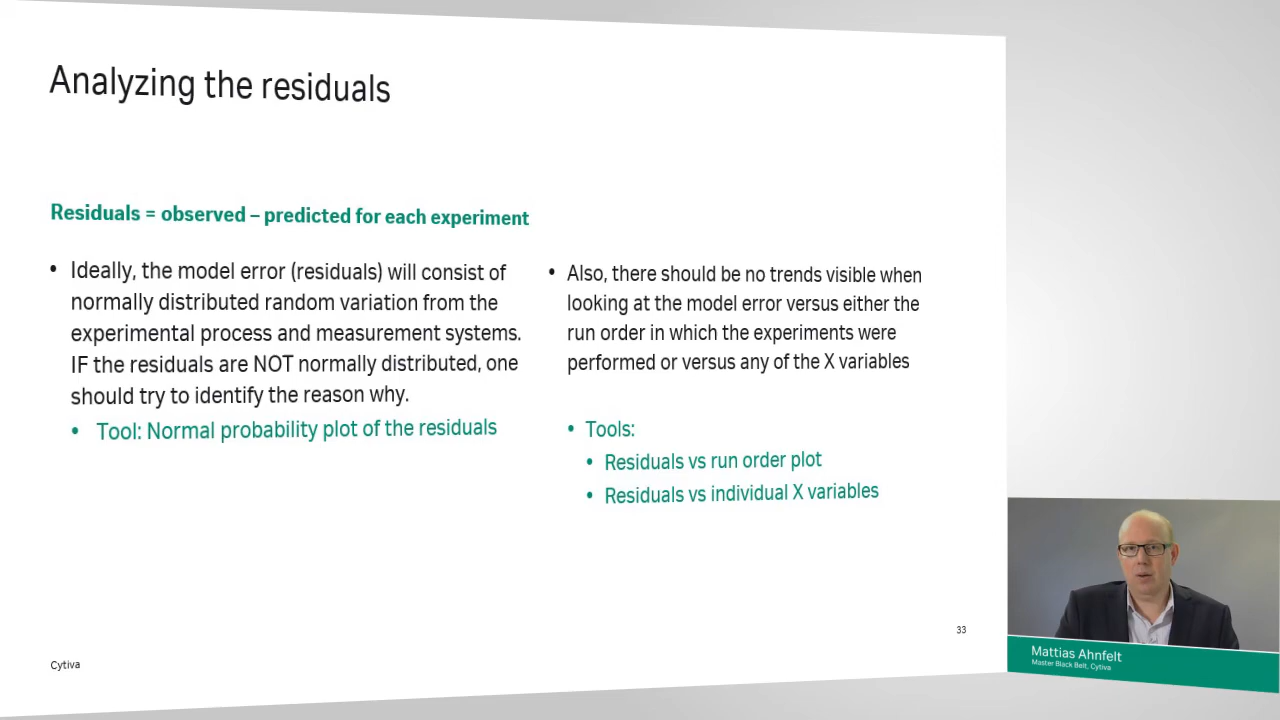 Analyzing the residuals
Residuals = observed – predicted for each experiment
• Ideally, the model error (residuals) will consist of
normally distributed random variation from the
experimental process and measurement systems.
IF the residuals are NOT normally distributed, one
should try to identify the reason why.
• Tool: Normal probability plot of the residuals
• Also, there should be no trends visible when
looking at the model error versus either the
run order in which the experiments were
performed or versus any of the X variables
• Tools:
• Residuals vs run order plot
• Residuals vs individual X variables
33
Cytiva
Mattias Ahnfelt
Master Black Belt, Cytiva